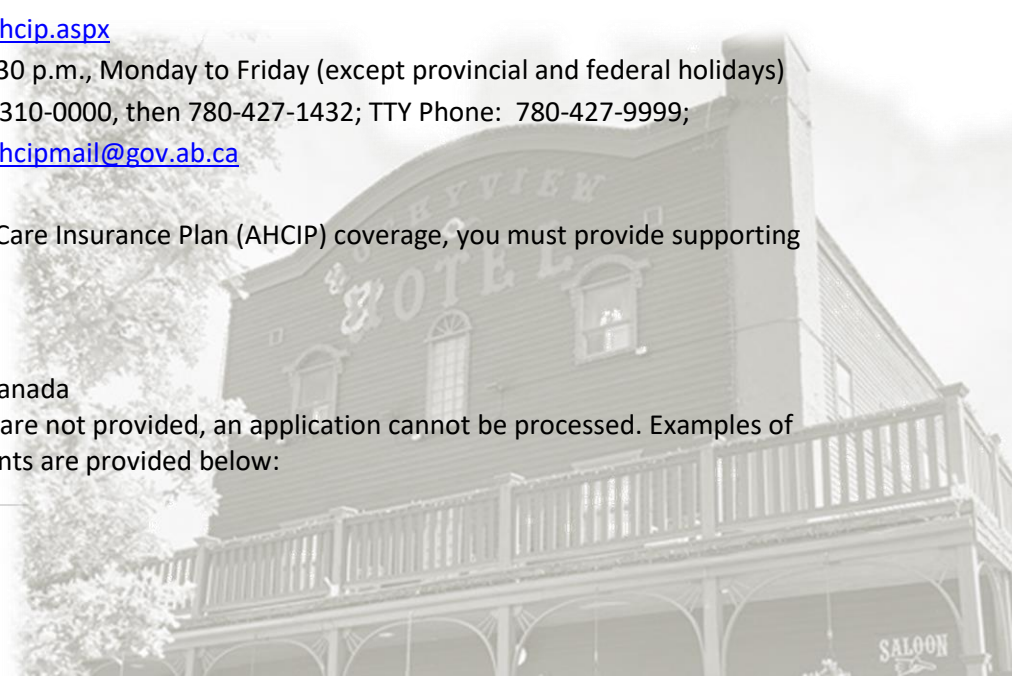 hcip.aspx
30 p.m., Monday to Friday (except provincial and federal holidays)
310-0000, then 780-427-1432; TTY Phone:  780-427-9999;
hcipmail@gov.ab.ca
Care Insurance Plan (AHCIP) coverage, you must provide supporting
anada
are not provided, an application cannot be processed. Examples of
nts are provided below:
ROCKYVIEW
HOTEL
SALOON